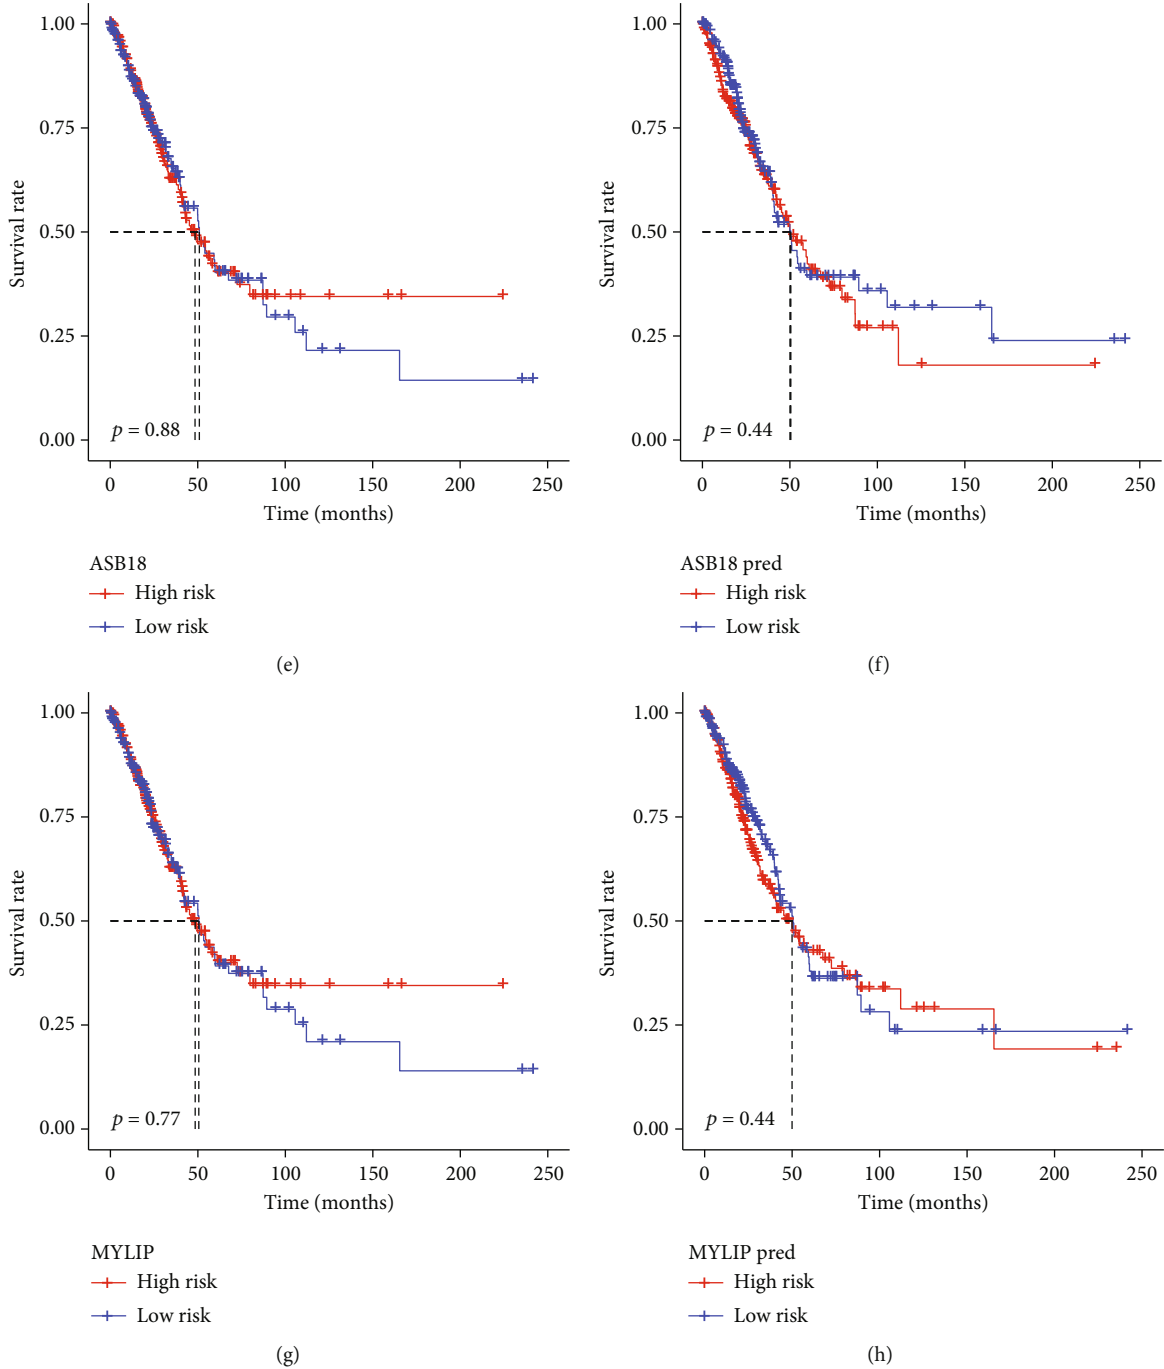 1.00
0.75
0.50
0.25
0.00
Survival rate
p = 0.88
0 50 100 150 200 250
Time (months)
ASB18
High risk
Low risk
(e)
1.00
0.75
0.50
0.25
0.00
Survival rate
p = 0.44
0 50 100 150 200 250
Time (months)
ASB18 pred
High risk
Low risk
(f)
1.00
0.75
0.50
0.25
0.00
Survival rate
p = 0.77
0 50 100 150 200 250
Time (months)
MYLIP
High risk
Low risk
(g)
1.00
0.75
0.50
0.25
0.00
Survival rate
p = 0.44
0 50 100 150 200 250
Time (months)
MYLIP pred
High risk
Low risk
(h)